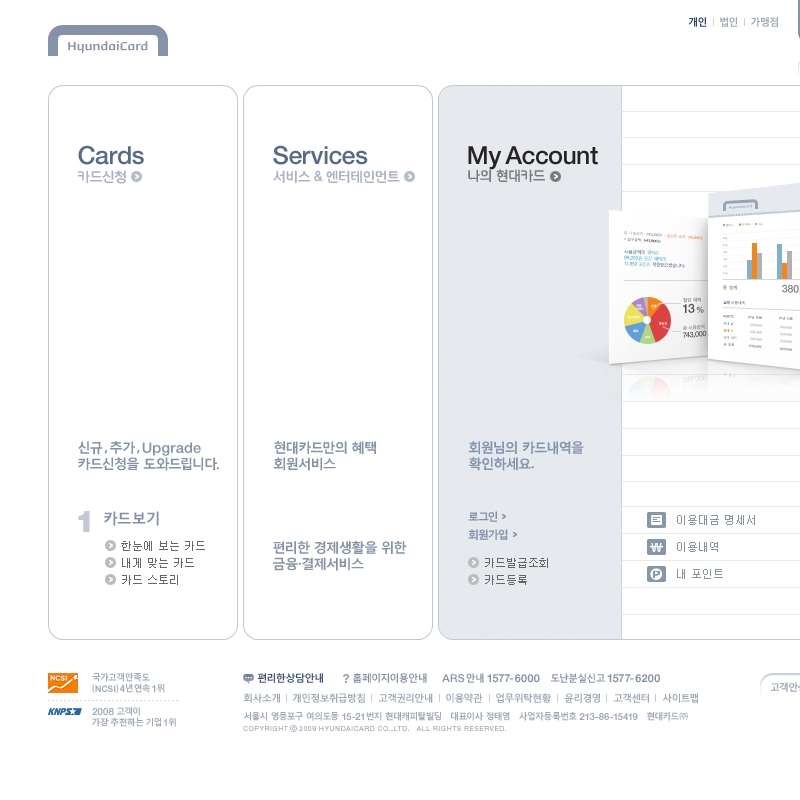 개인 | 법인 | 가맹점
HyundaiCard
Cards
카드신청
신규, 추가, Upgrade
카드신청을 도와드립니다.
1 카드보기
한눈에 보는 카드
내게 맞는 카드
카드 스토리
Services
서비스 & 엔터테인먼트
현대카드만의 혜택
회원서비스
편리한 경제생활을 위한
금융·결제서비스
My Account
나의 현대카드
13 %
743,000
380,
회원님의 카드내역을
확인하세요.
로그인 >
회원가입 >
카드발급조회
카드등록
이용대금 명세서
이용내역
내 포인트
NCSI
국가고객만족도
(NCSI) 4년 연속 1위
KNPS
2008 고객이
가장 추천하는 기업 1위
편리한상담안내 ? 홈페이지이용안내 ARS 안내 1577-6000 도난분실신고 1577-6200
회사소개 | 개인정보취급방침 | 고객권리안내 | 이용약관 | 업무위탁현황 | 윤리경영 | 고객센터 | 사이트맵
서울시 영등포구 여의도동 15-21번지 현대캐피탈빌딩 대표이사 정태영 사업자등록번호 213-86-15419 현대카드㈜
COPYRIGHT ⓒ 2009 HYUNDAICARD CO.,LTD. ALL RIGHTS RESERVED.
고객안